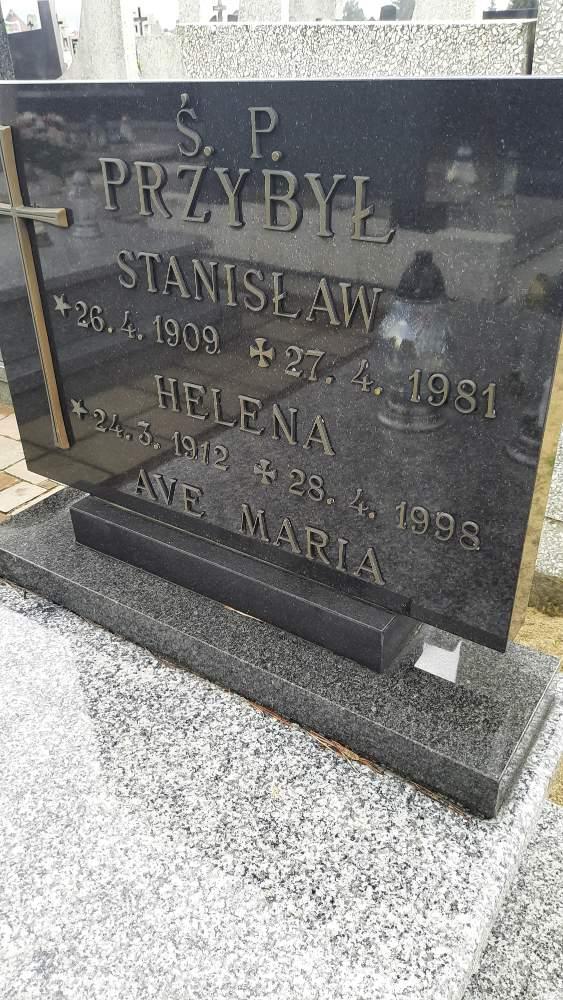 Ś. P.
PRZYBYŁ
STANISŁAW
26. 4. 1909 27. 4. 1981
HELENA
24. 3. 1912 28. 4. 1998
AVE MARIA